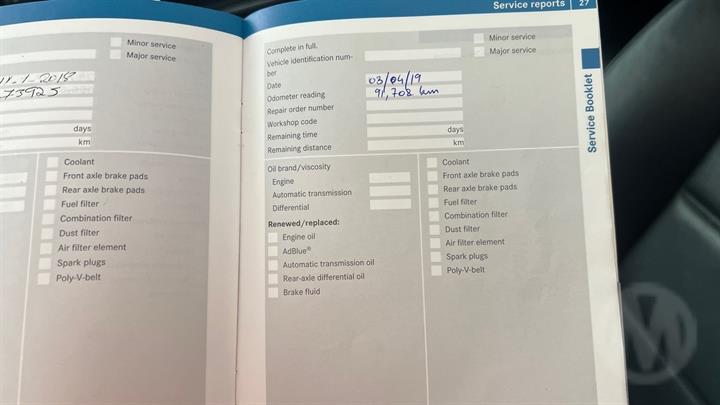 Service reports 27
Minor service
Major service
73925
days
km
Coolant
Front axle brake pads
Rear axle brake pads
Fuel filter
Combination filter
Dust filter
Air filter element
Spark plugs
Poly-V-belt
Complete in full.
Minor service
Major service
Vehicle identification num-
ber
Date 03/04/19
Odometer reading 91,708 km
Repair order number
Workshop code
Remaining time days
Remaining distance km
Oil brand/viscosity
Engine
Automatic transmission
Differential
Renewed/replaced:
Engine oil
AdBlue®
Automatic transmission oil
Rear-axle differential oil
Brake fluid
Coolant
Front axle brake pads
Rear axle brake pads
Fuel filter
Combination filter
Dust filter
Air filter element
Spark plugs
Poly-V-belt
Service Booklet